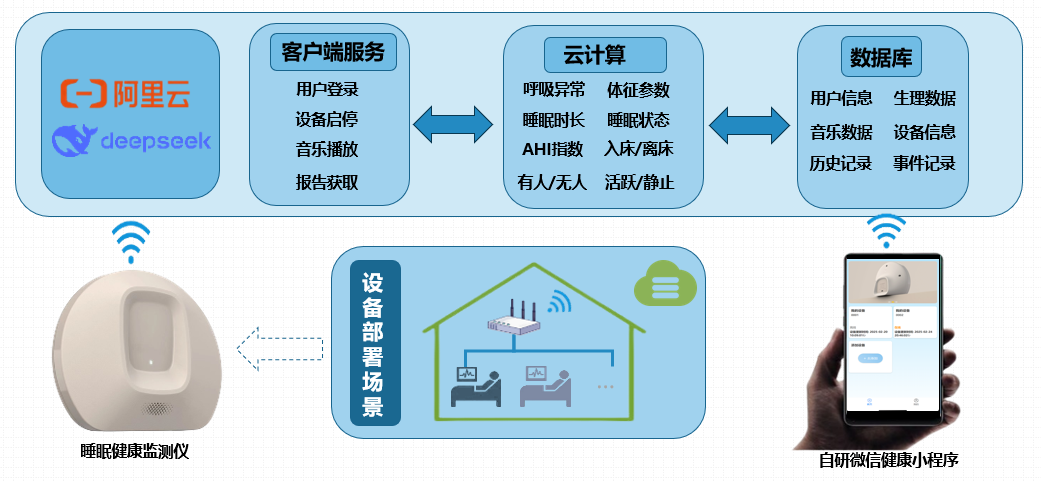 阿里云
deepseek
客户端服务
用户登录
设备启停
音乐播放
报告获取
云计算
呼吸异常 体征参数
睡眠时长 睡眠状态
AHI指数 入床/离床
有人/无人 活跃/静止
数据库
用户信息 生理数据
音乐数据 设备信息
历史记录 事件记录
设备部署场景
...
睡眠健康监测仪
自研微信健康小程序